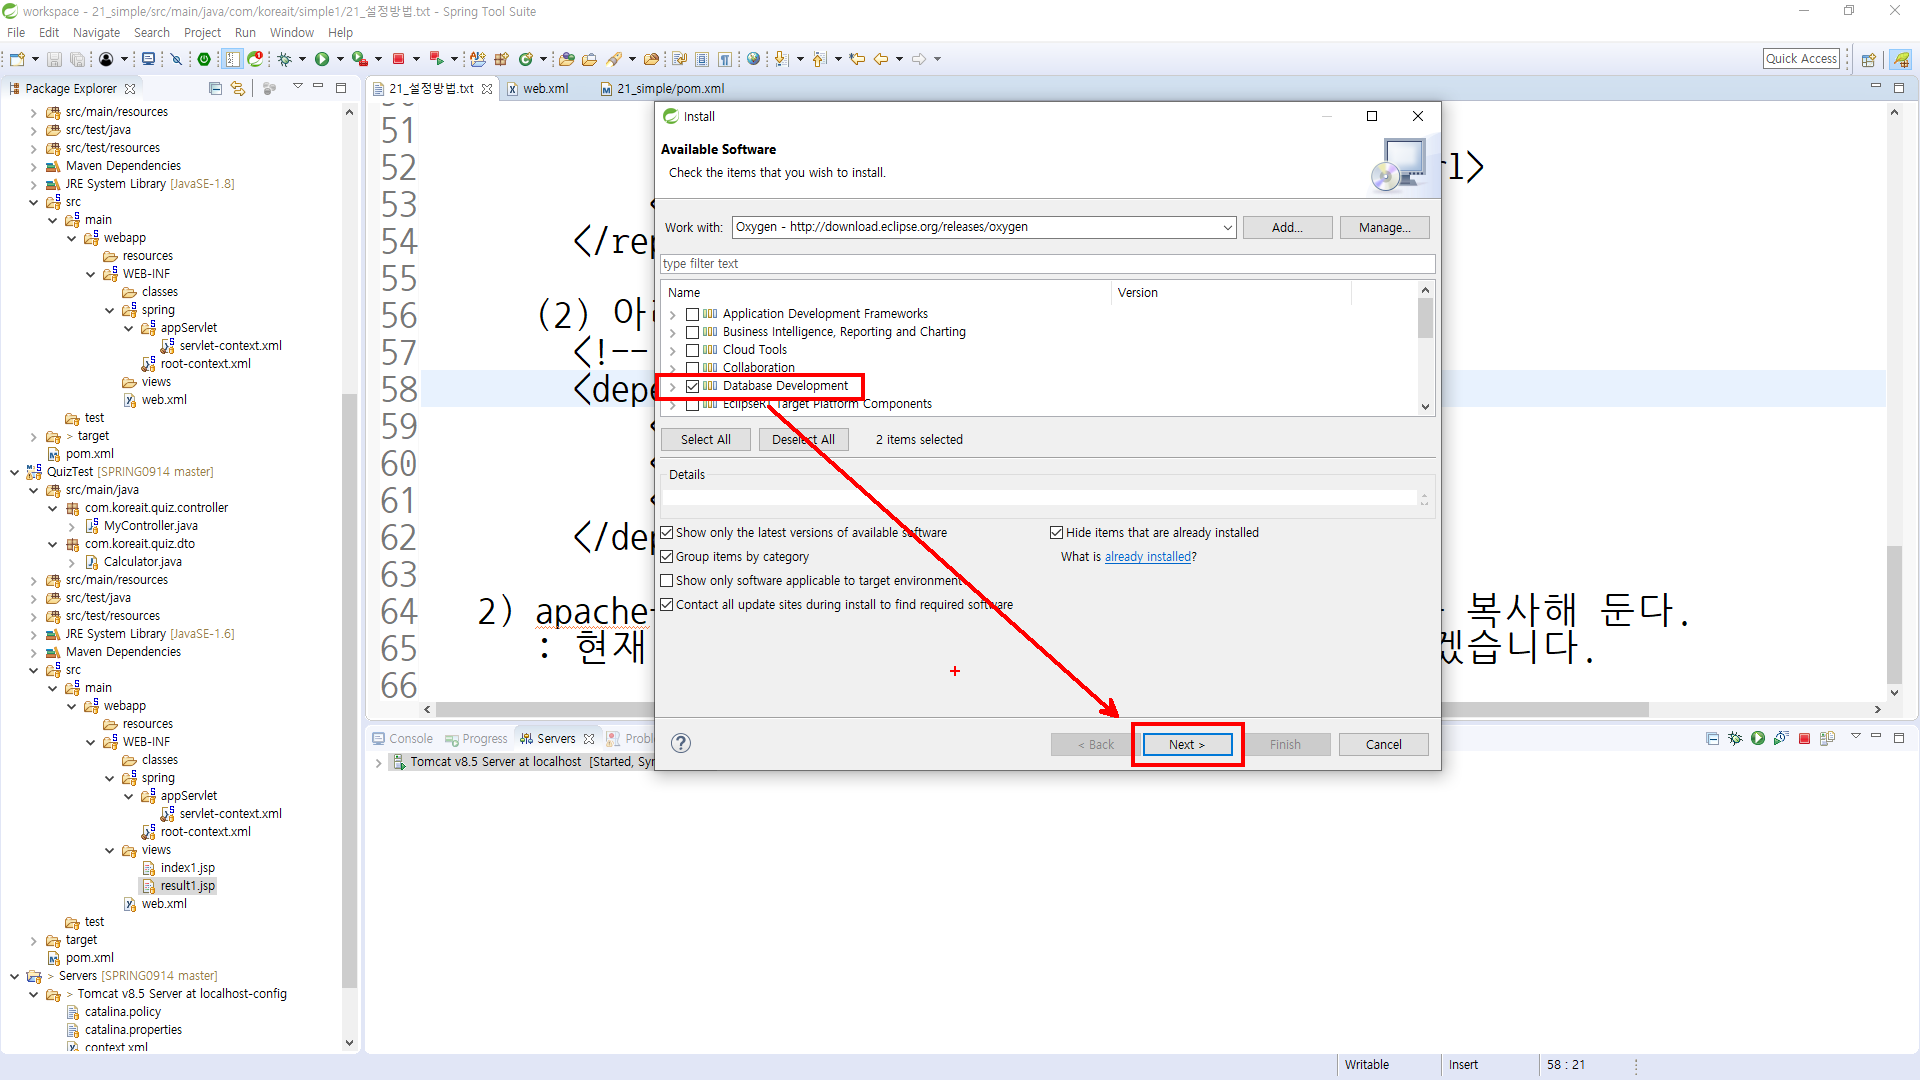 workspace - 21_simple/src/main/java/com/koreait/simple1/21_설정방법.txt - Spring Tool Suite
File Edit Navigate Search Project Run Window Help
Quick Access
Package Explorer
src/main/resources
src/test/java
src/test/resources
Maven Dependencies
JRE System Library [JavaSE-1.8]
src
main
webapp
resources
WEB-INF
classes
spring
appServlet
servlet-context.xml
root-context.xml
views
web.xml
test
> target
pom.xml
QuizTest [SPRING0914 master]
src/main/java
com.koreait.quiz.controller
MyController.java
com.koreait.quiz.dto
Calculator.java
src/main/resources
src/test/java
src/test/resources
JRE System Library [JavaSE-1.6]
Maven Dependencies
src
main
webapp
resources
WEB-INF
classes
spring
appServlet
servlet-context.xml
root-context.xml
views
index1.jsp
result1.jsp
web.xml
test
target
pom.xml
> Servers [SPRING0914 master]
> Tomcat v8.5 Server at localhost-config
catalina.policy
catalina.properties
context.xml
21_설정방법.txt web.xml 21_simple/pom.xml
51
52 l>
53 <
54 </rep
55
56 (2) 아
57 <!--
58 <depe
59 <
60 <
61 <
62 </dep
63
64 2) apache- 복사해 둔다.
65 : 현재 겠습니다.
66
Install
Available Software
Check the items that you wish to install.
Work with: Oxygen - http://download.eclipse.org/releases/oxygen Add... Manage...
type filter text
Name Version
Application Development Frameworks
Business Intelligence, Reporting and Charting
Cloud Tools
Collaboration
Database Development
EclipseRT Target Platform Components
Select All Deselect All 2 items selected
Details
Show only the latest versions of available software Hide items that are already installed
Group items by category What is already installed?
Show only software applicable to target environment
Contact all update sites during install to find required software
< Back Next > Finish Cancel
Console Progress Servers Probl
Tomcat v8.5 Server at localhost [Started, Syn
Writable Insert 58 : 21